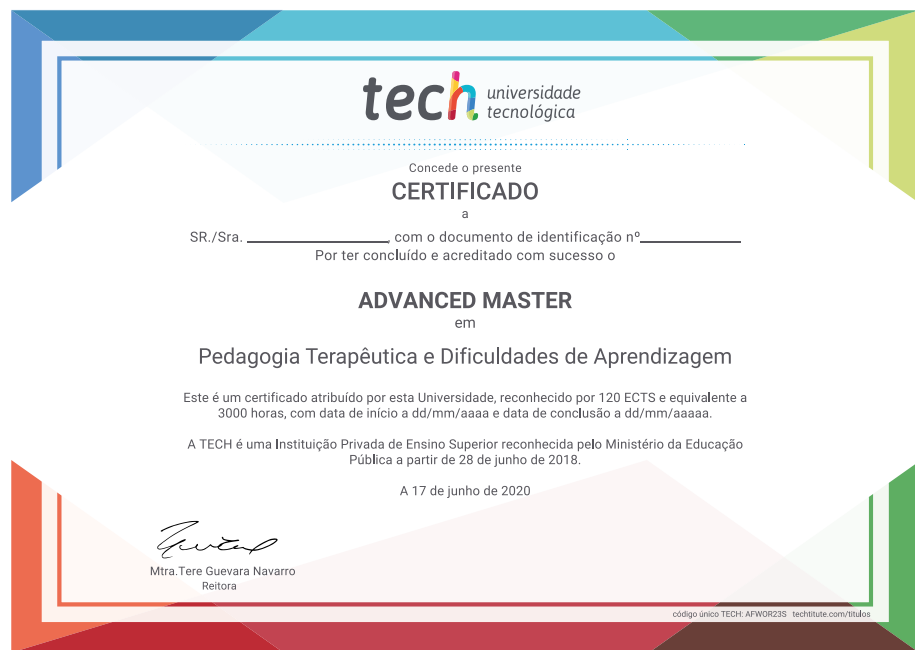 tech universidade
tecnológica
Concede o presente
CERTIFICADO
a
SR./Sra. ________________, com o documento de identificação nº___________
Por ter concluído e acreditado com sucesso o
ADVANCED MASTER
em
Pedagogia Terapêutica e Dificuldades de Aprendizagem
Este é um certificado atribuído por esta Universidade, reconhecido por 120 ECTS e equivalente a
3000 horas, com data de início a dd/mm/aaaa e data de conclusão a dd/mm/aaaaa.
A TECH é uma Instituição Privada de Ensino Superior reconhecida pelo Ministério da Educação
Pública a partir de 28 de junho de 2018.
A 17 de junho de 2020
Mtra.Tere Guevara Navarro
Reitora
código único TECH: AFWOR23S techtitute.com/titulos